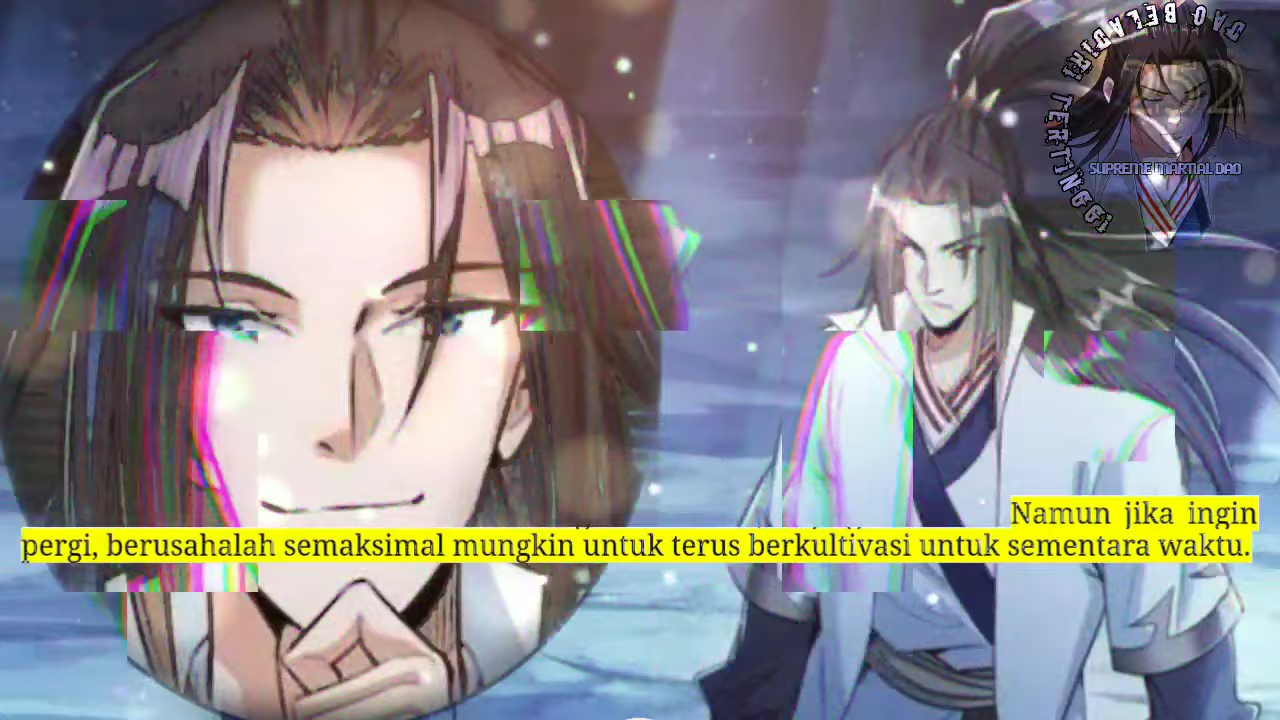 DAO BELADIRI TERTINGGI
252
SUPREME MARTIAL DAO
Namun jika ingin
pergi, berusahalah semaksimal mungkin untuk terus berkultivasi untuk sementara waktu.